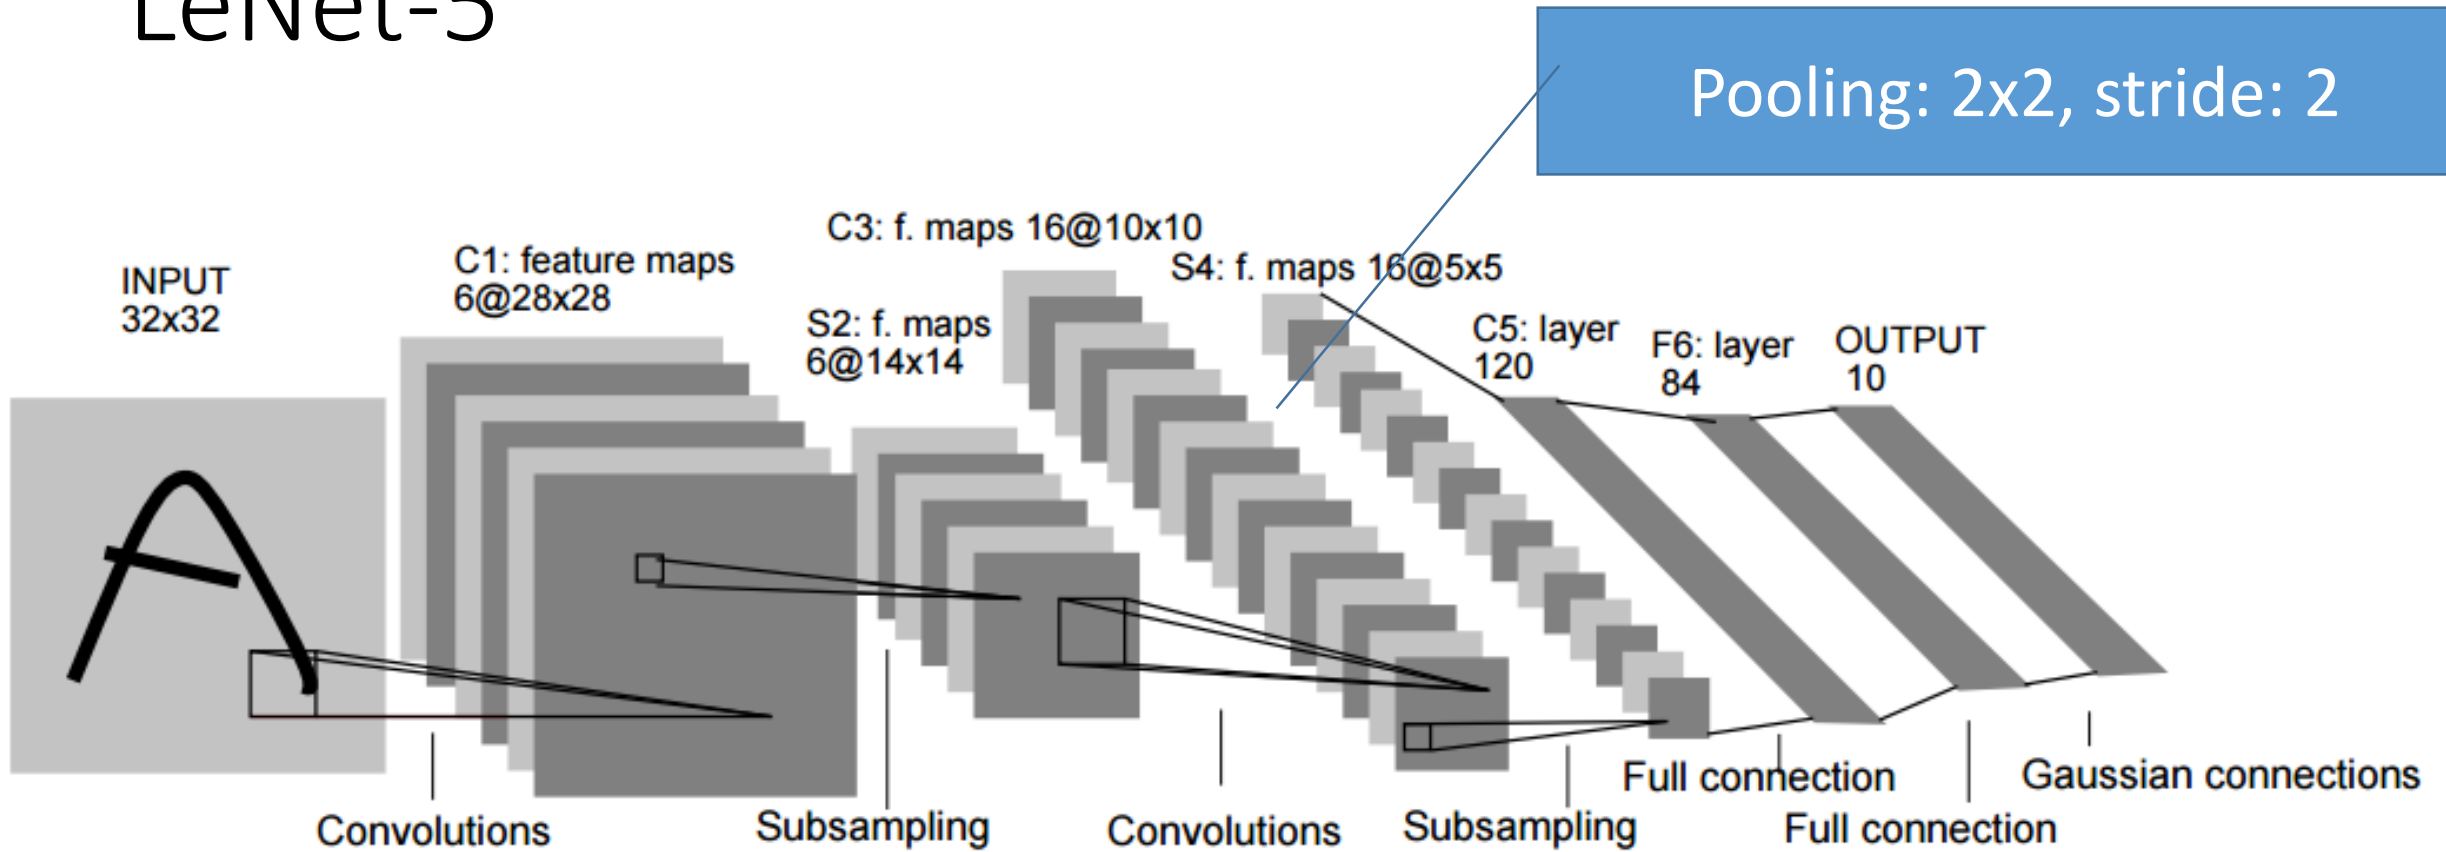 LeNet-5
Pooling: 2x2, stride: 2
INPUT
32x32
C1: feature maps
6@28x28
S2: f. maps
6@14x14
C3: f. maps 16@10x10
S4: f. maps 16@5x5
C5: layer
120
F6: layer
84
OUTPUT
10
Convolutions
Subsampling
Convolutions
Subsampling
Full connection
Full connection
Gaussian connections